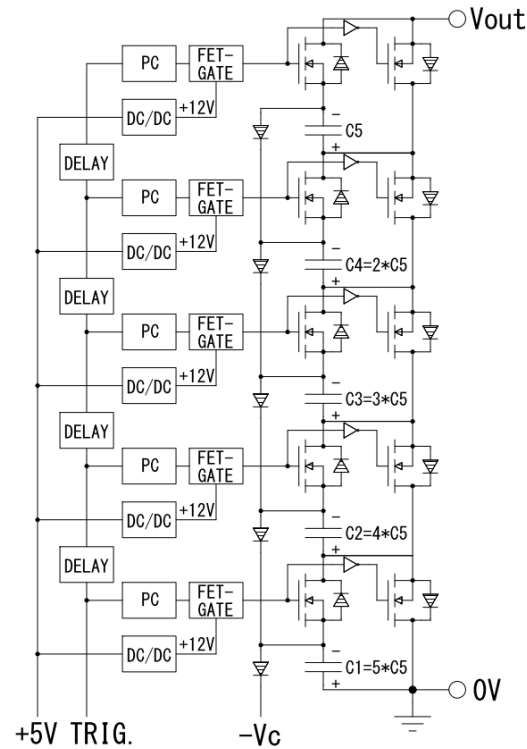 Vout
PC
FET-
GATE
+12V
DC/DC
−
C5
+
DELAY
PC
FET-
GATE
+12V
DC/DC
−
C4=2*C5
+
DELAY
PC
FET-
GATE
+12V
DC/DC
−
C3=3*C5
+
DELAY
PC
FET-
GATE
+12V
DC/DC
−
C2=4*C5
+
DELAY
PC
FET-
GATE
+12V
DC/DC
−
C1=5*C5
+
0V
+5V TRIG. -Vc